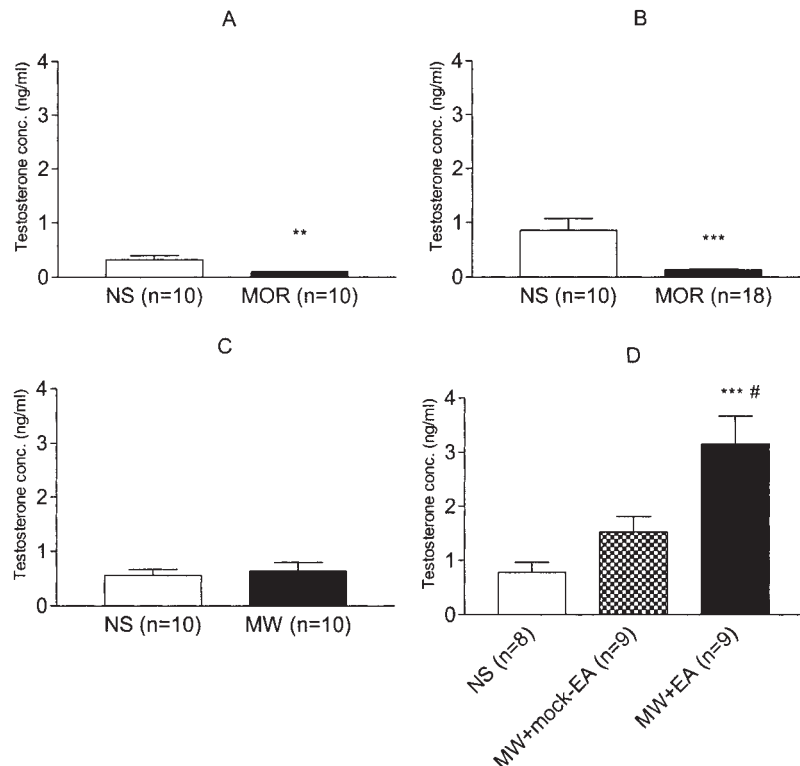 A
Testosterone conc. (ng/ml)
4
3
2
1
0
**
NS (n=10) MOR (n=10)
B
Testosterone conc. (ng/ml)
4
3
2
1
0
***
NS (n=10) MOR (n=18)
C
Testosterone conc. (ng/ml)
4
3
2
1
0
NS (n=10) MW (n=10)
D
Testosterone conc. (ng/ml)
4
3
2
1
0
*** #
NS (n=8)
MW+mock-EA (n=9)
MW+EA (n=9)